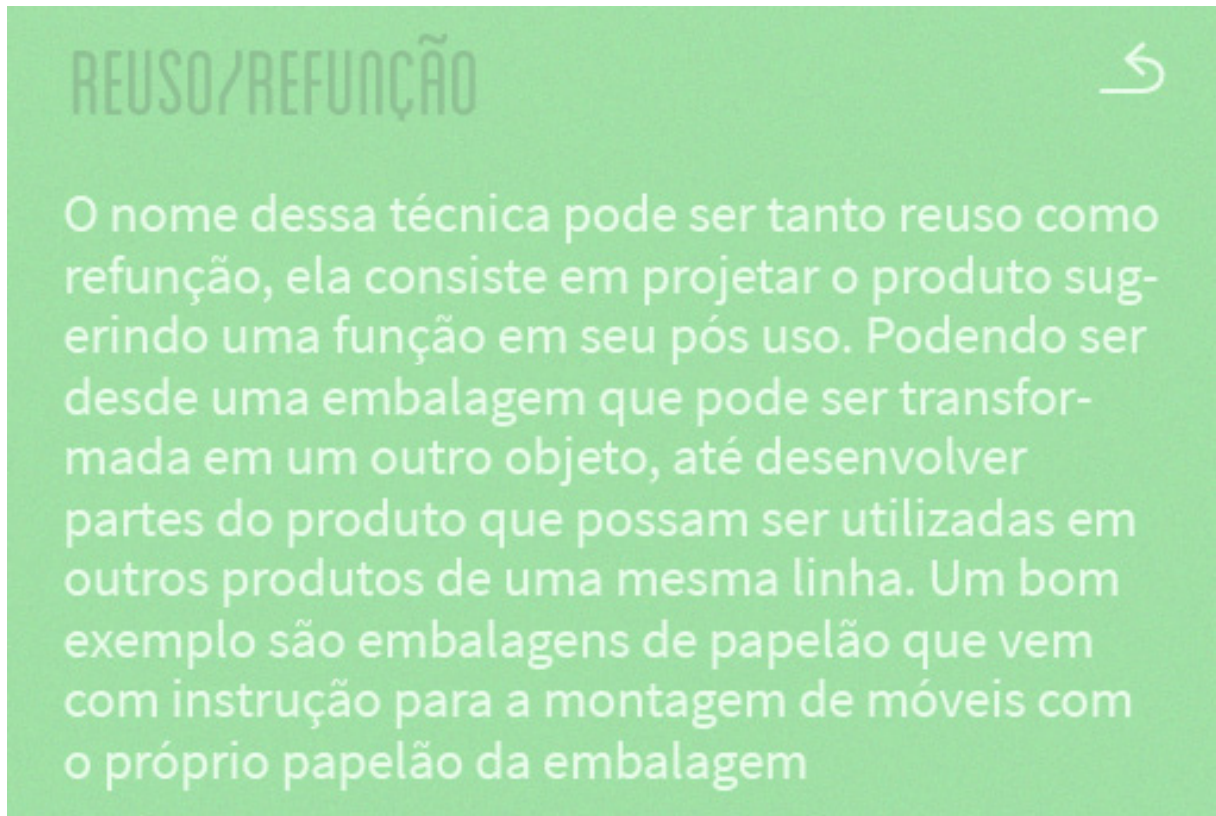 REUSO/REFUNÇÃO
O nome dessa técnica pode ser tanto reuso como
refunção, ela consiste em projetar o produto sug-
erindo uma função em seu pós uso. Podendo ser
desde uma embalagem que pode ser transfor-
mada em um outro objeto, até desenvolver
partes do produto que possam ser utilizadas em
outros produtos de uma mesma linha. Um bom
exemplo são embalagens de papelão que vem
com instrução para a montagem de móveis com
o próprio papelão da embalagem